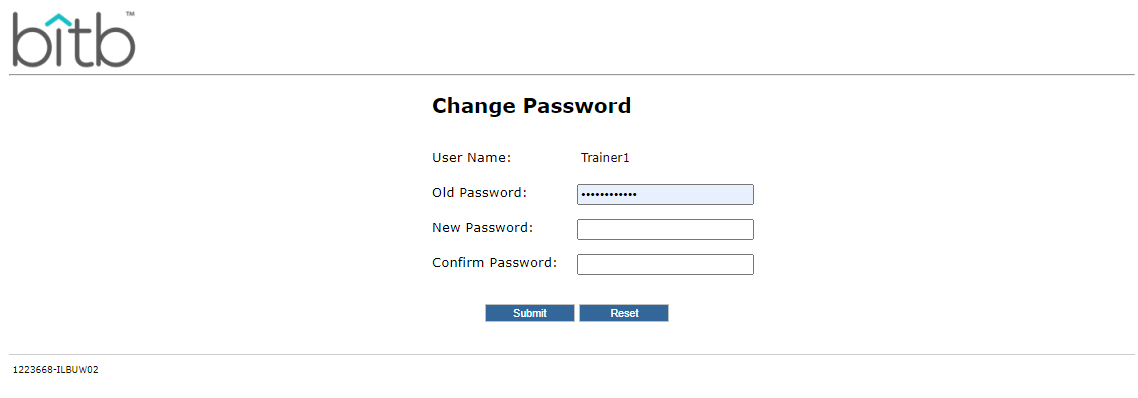 bitb™
Change Password
User Name: Trainer1
Old Password: ••••••••••••
New Password:
Confirm Password:
Submit Reset
1223668-ILBUW02